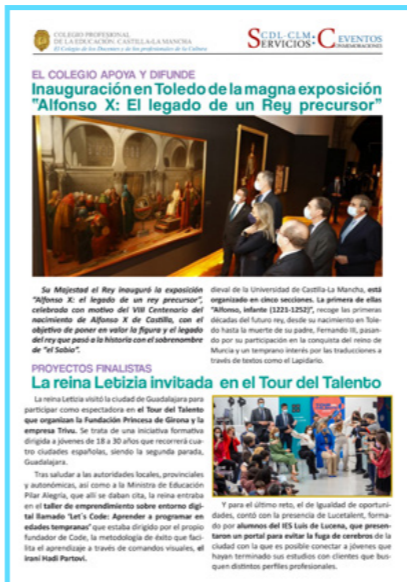 COLEGIO PROFESIONAL
DE LA EDUCACIÓN: CASTILLA-LA MANCHA
El Colegio de los Docentes y de los profesionales de la Cultura
SCDL-CLM
SERVICIOS: CEVENTOS
CONMEMORACIONES
EL COLEGIO APOYA Y DIFUNDE
Inauguración en Toledo de la magna exposición
"Alfonso X: El legado de un Rey precursor"
Su Majestad el Rey inauguró la exposición
"Alfonso X: el legado de un rey precursor",
celebrada con motivo del VIII Centenario del
nacimiento de Alfonso X de Castilla, con el
objetivo de poner en valor la figura y el legado
del rey que pasó a la historia con el sobrenombre
de "el Sabio".
dieval de la Universidad de Castilla-La Mancha, está
organizado en cinco secciones. La primera de ellas
"Alfonso, infante (1221-1252)", recoge las primeras
décadas del futuro rey, desde su nacimiento en Tole-
do hasta la muerte de su padre, Fernando III, pasan-
do por su participación en la conquista del reino de
Murcia y un temprano interés por las traducciones a
través de textos como el Lapidario.
PROYECTOS FINALISTAS
La reina Letizia invitada en el Tour del Talento
La reina Letizia visitó la ciudad de Guadalajara para
participar como espectadora en el Tour del Talento
que organizan la Fundación Princesa de Girona y la
empresa Trivu. Se trata de una iniciativa formativa
dirigida a jóvenes de 18 a 30 años que recorrerá cua-
tro ciudades españolas, siendo la segunda parada,
Guadalajara.
Tras saludar a las autoridades locales, provinciales
y autonómicas, así como a la Ministra de Educación
Pilar Alegría, que allí se daban cita, la reina entraba
en el taller de emprendimiento sobre entorno digi-
tal llamado 'Let's Code: Aprender a programar en
edades tempranas' que estaba dirigido por el propio
fundador de Code, la metodología de éxito que faci-
lita el aprendizaje a través de comandos visuales, el
iraní Hadi Partovi.
Y para el último reto, el de Igualdad de oportuni-
dades, contó con la presencia de Lucetalent, forma-
do por alumnos del IES Luis de Lucena, que presen-
taron un portal para evitar la fuga de cerebros de la
ciudad con la que es posible conectar a jóvenes que
hayan terminado sus estudios con clientes que bus-
quen distintos perfiles profesionales.